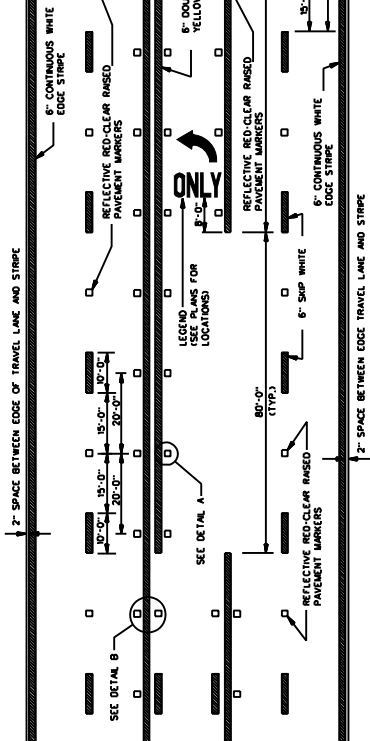 2" SPACE BETWEEN EDGE OF TRAVEL LANE AND STRIPE
6" CONTINUOUS WHITE
EDGE STRIPE
REFLECTIVE RED-CLEAR RAISED
PAVEMENT MARKERS
10'-0"
15'-0"
15'-0"
10'-0"
20'-0"
20'-0"
SEE DETAIL B
SEE DETAIL A
6" DOU
YELLOW
ONLY
LEGEND
(SEE PLANS FOR
LOCATIONS)
8'-0"
REFLECTIVE RED-CLEAR RAISED
PAVEMENT MARKERS
80'-0"
(TYP.)
6" SKIP WHITE
15'
REFLECTIVE RED-CLEAR RAISED
PAVEMENT MARKERS
6" CONTINUOUS WHITE
EDGE STRIPE
2" SPACE BETWEEN EDGE TRAVEL LANE AND STRIPE